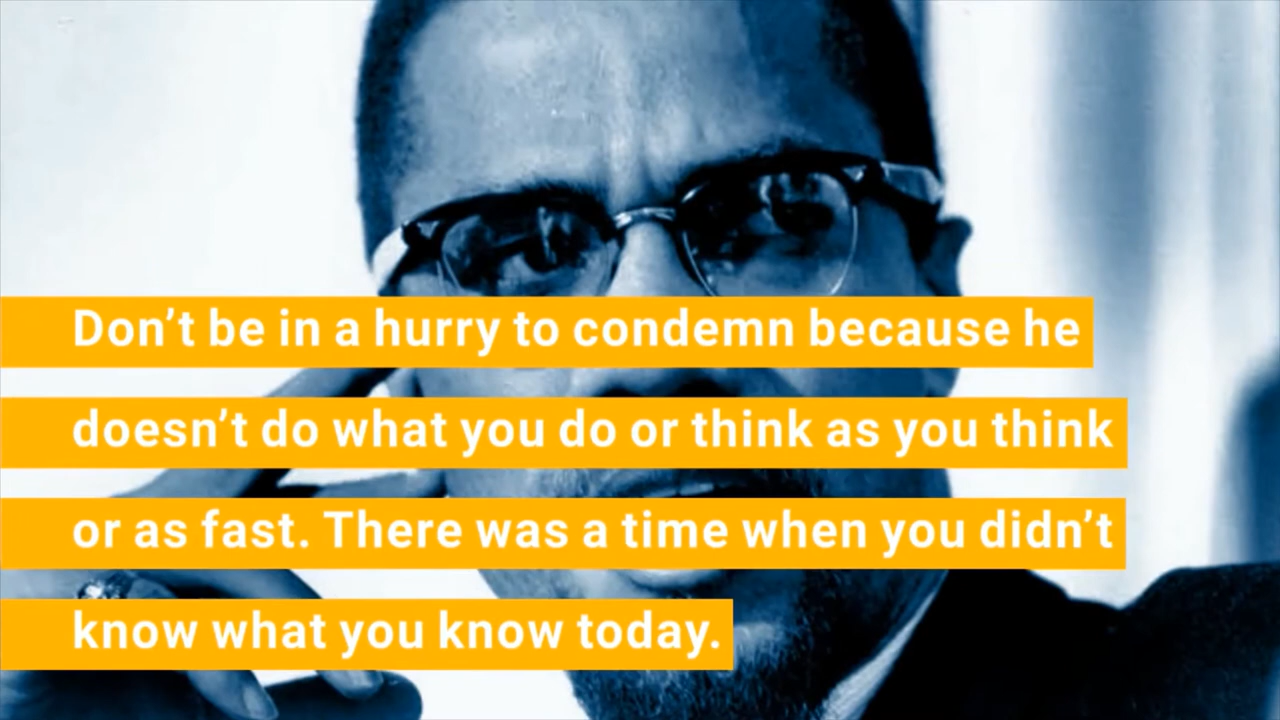 Don’t be in a hurry to condemn because he
doesn’t do what you do or think as you think
or as fast. There was a time when you didn’t
know what you know today.